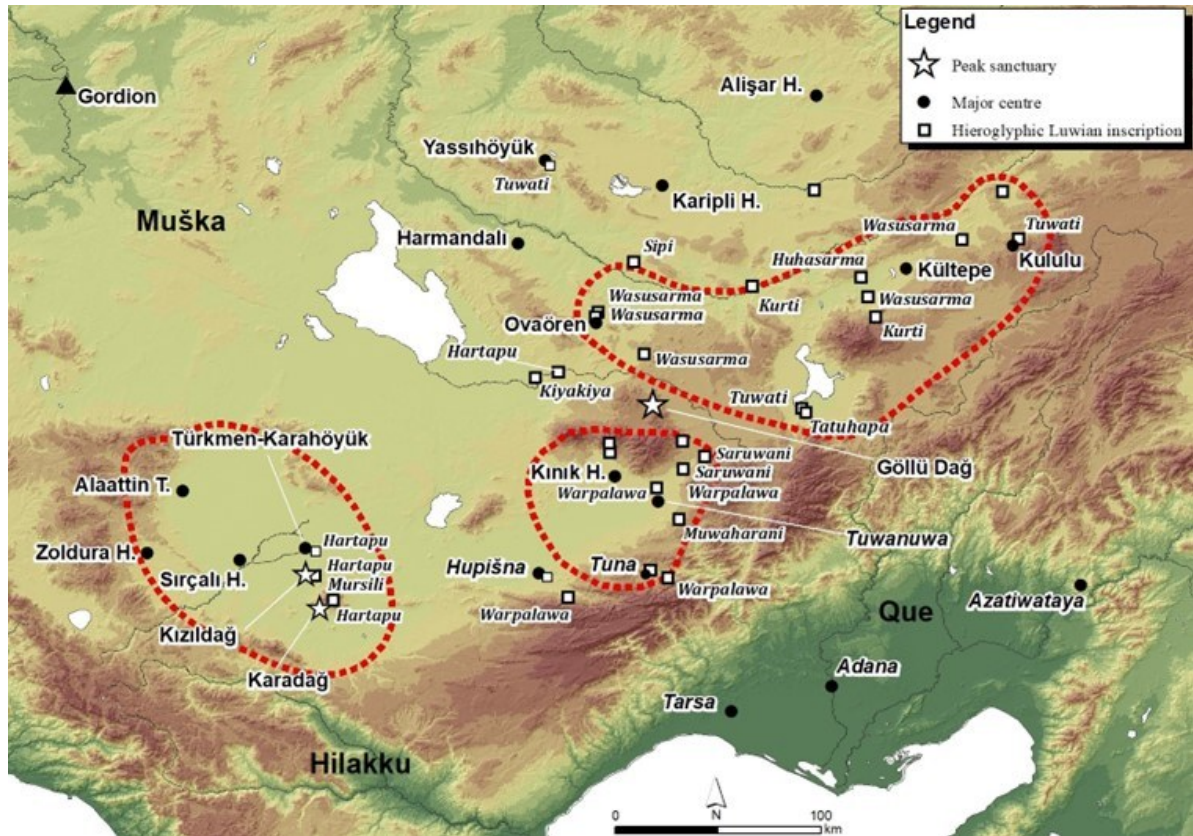 Legend
Peak sanctuary
Major centre
Hieroglyphic Luwian inscription
Gordion
Alişar H.
Yassıhöyük
Tuwati
Karipli H.
Muška
Harmandalı
Sipi
Wasusarma
Tuwati
Kululu
Huhasarma
Kültepe
Wasusarma
Kurti
Kurti
Wasusarma
Wasusarma
Ovaören
Hartapu
Kiyakiya
Wasusarma
Tuwati
Tatuhapa
Göllü Dağ
Türkmen-Karahöyük
Alaattin T.
Zoldura H.
Sırçalı H.
Hartapu
Hartapu
Mursili
Hartapu
Kızıldağ
Karadağ
Kınık H.
Saruwani
Saruwani
Warpalawa
Warpalawa
Tuwanuwa
Muwaharani
Hupišna
Tuna
Warpalawa
Warpalawa
Que
Azatiwataya
Adana
Tarsa
Hilakku
N
0 100
km